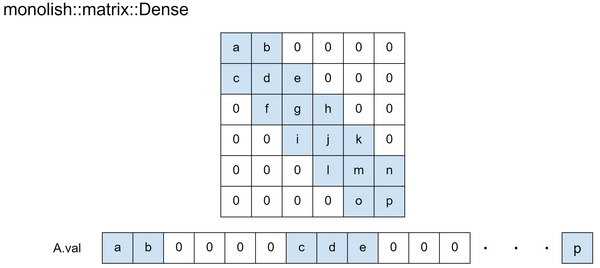 monolish::matrix::Dense
a b 0 0 0 0
c d e 0 0 0
0 f g h 0 0
0 0 i j k 0
0 0 0 l m n
0 0 0 0 o p
A.val a b 0 0 0 0 c d e 0 0 0 · · · p